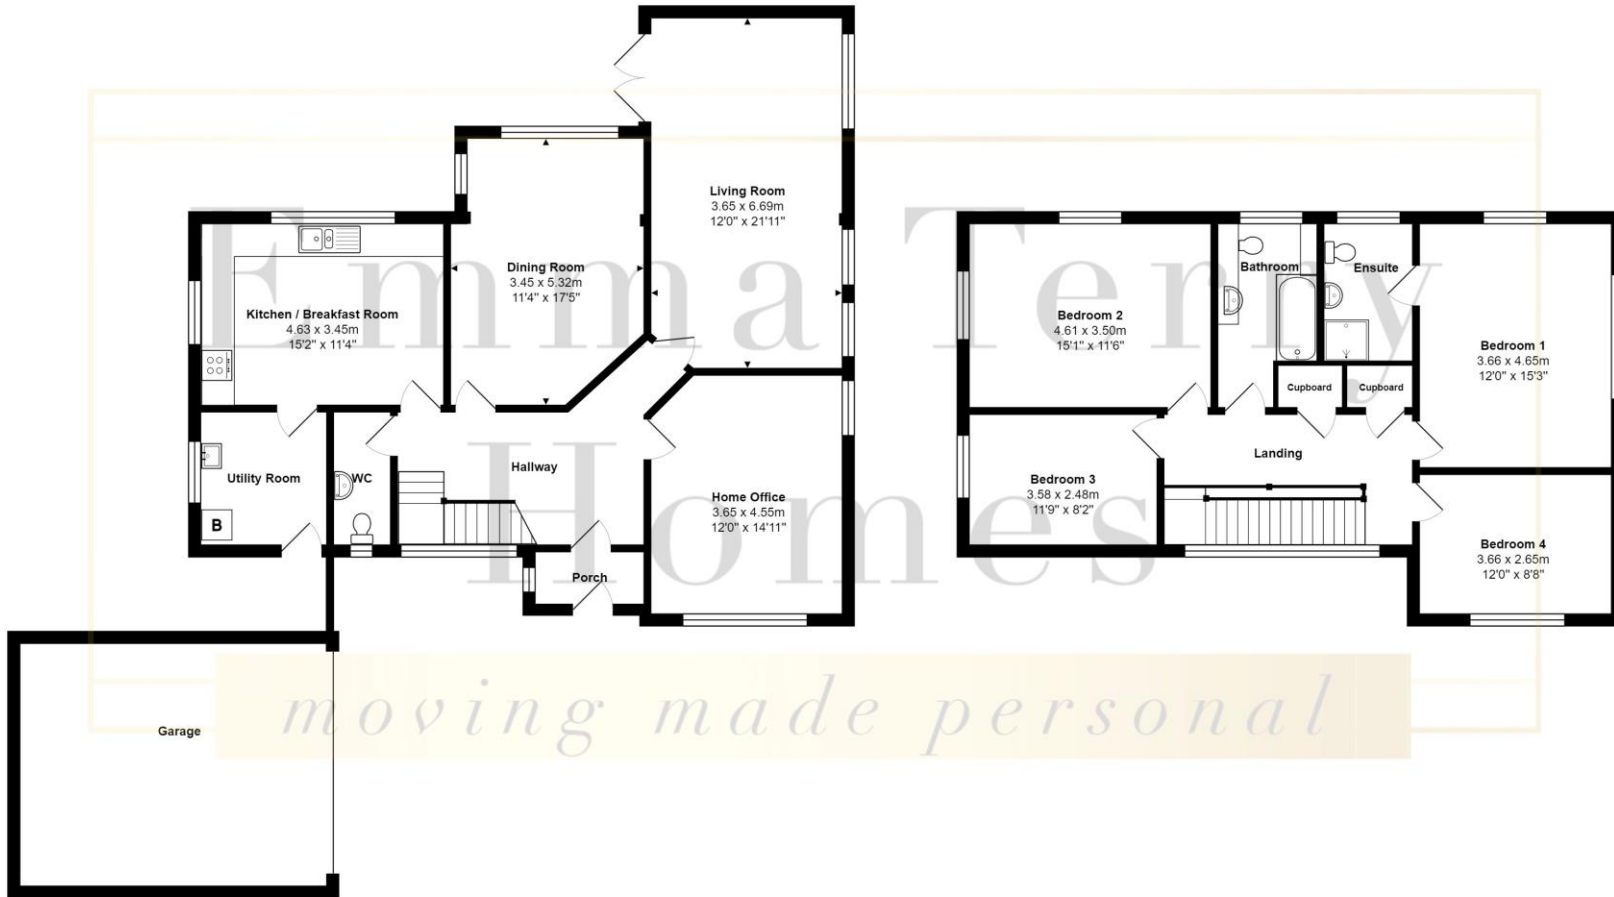 Living Room
3.65 x 6.69m
12'0" x 21'11"
Dining Room
3.45 x 5.32m
11'4" x 17'5"
Kitchen / Breakfast Room
4.63 x 3.45m
15'2" x 11'4"
Utility Room
B
WC
Hallway
Porch
Home Office
3.65 x 4.55m
12'0" x 14'11"
Garage
Bedroom 2
4.61 x 3.50m
15'1" x 11'6"
Bathroom
Ensuite
Bedroom 1
3.66 x 4.65m
12'0" x 15'3"
Cupboard
Cupboard
Landing
Bedroom 3
3.58 x 2.48m
11'9" x 8'2"
Bedroom 4
3.66 x 2.65m
12'0" x 8'8"
Emma Terry
Homes
moving made personal